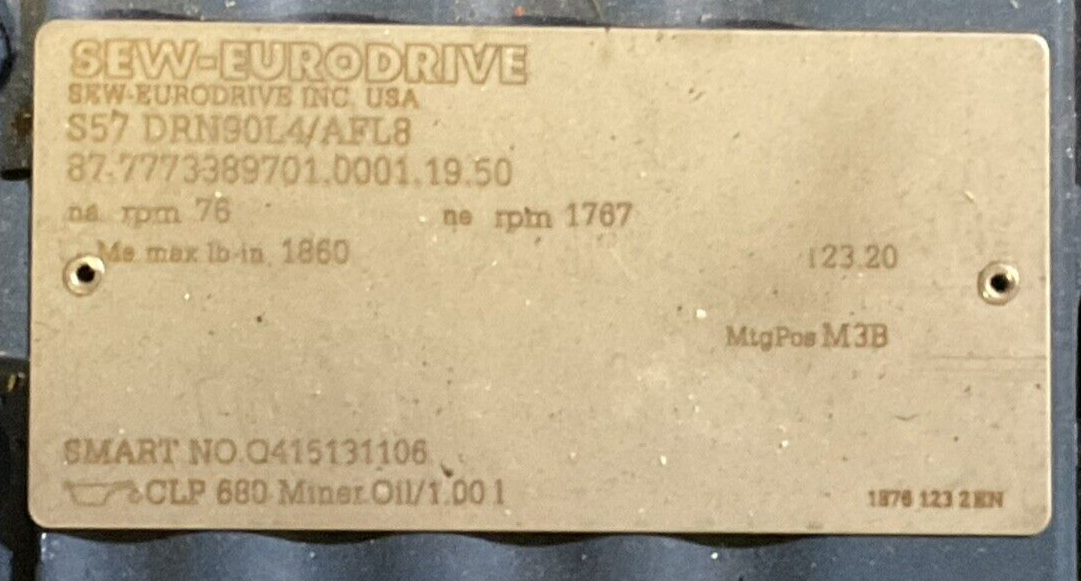 SEW-EURODRIVE
SEW-EURODRIVE INC. USA
S57 DRN90L4/AFL8
87.7773389701.0001.19.50
na rpm 76 ne rpm 1767
Ma max lb-in 1860 i 23.20
MtgPos M3B
SMART NO.Q415131106
CLP 680 Miner.Oil/1.00 l
1876 123 2 EN